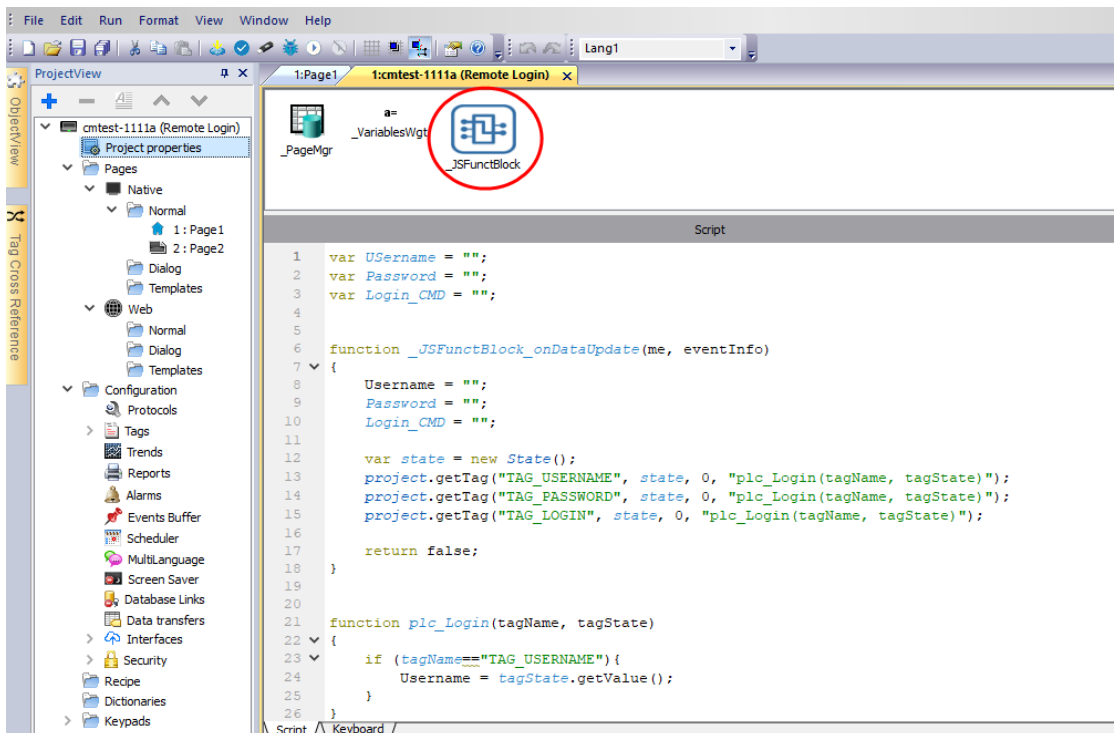 File Edit Run Format View Window Help
Lang1
ObjectView
Tag Cross Reference
ProjectView
cmtest-1111a (Remote Login)
Project properties
Pages
Native
Normal
1 : Page1
2 : Page2
Dialog
Templates
Web
Normal
Dialog
Templates
Configuration
Protocols
Tags
Trends
Reports
Alarms
Events Buffer
Scheduler
MultiLanguage
Screen Saver
Database Links
Data transfers
Interfaces
Security
Recipe
Dictionaries
Keypads
1:Page1 1:cmtest-1111a (Remote Login)
_PageMgr
a=
_VariablesWgt
_JSFunctBlock
Script
1 var USername = "";
2 var Password = "";
3 var Login_CMD = "";
4
5
6 function _JSFunctBlock_onDataUpdate(me, eventInfo)
7 {
8 Username = "";
9 Password = "";
10 Login_CMD = "";
11
12 var state = new State();
13 project.getTag("TAG_USERNAME", state, 0, "plc_Login(tagName, tagState)");
14 project.getTag("TAG_PASSWORD", state, 0, "plc_Login(tagName, tagState)");
15 project.getTag("TAG_LOGIN", state, 0, "plc_Login(tagName, tagState)");
16
17 return false;
18 }
19
20
21 function plc_Login(tagName, tagState)
22 {
23 if (tagName=="TAG_USERNAME"){
24 Username = tagState.getValue();
25 }
26 }
Script Keyboard